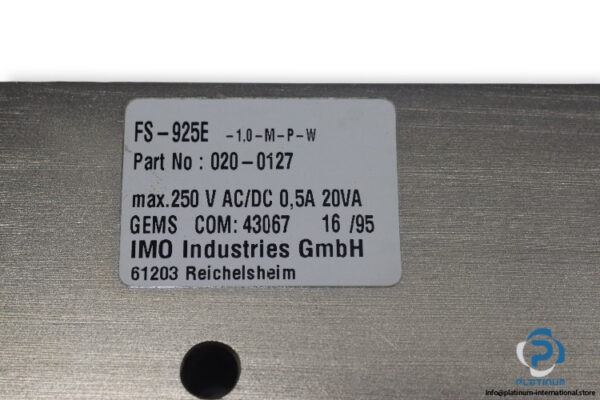 FS-925E -1.0-M-P-W
Part No : 020-0127
max.250 V AC/DC 0,5A 20VA
GEMS COM: 43067 16 /95
IMO Industries GmbH
61203 Reichelsheim
PLATINUM
info@platinum-international.store